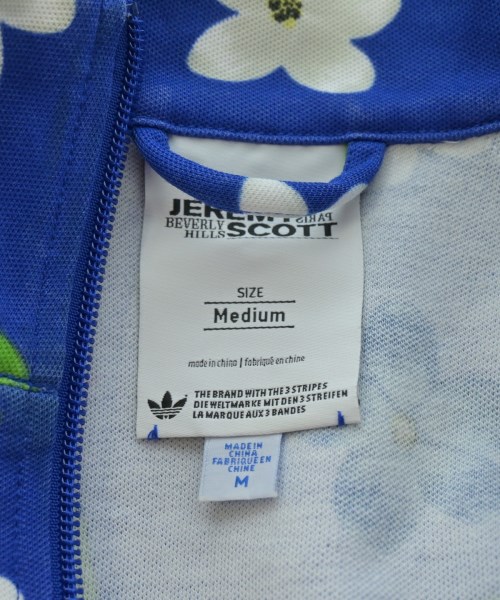 JEREMY
PARIS
BEVERLY
HILLS SCOTT
SIZE
Medium
made in china | fabriqué en chine
THE BRAND WITH THE 3 STRIPES
DIE WELTMARKE MIT DEN 3 STREIFEN
LA MARQUE AUX 3 BANDES
MADE IN
CHINA
FABRIQUE EN
CHINE
M